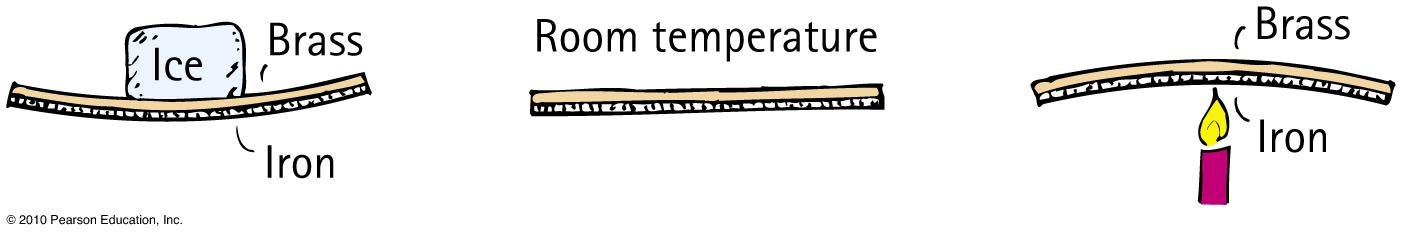 Ice
Brass
Iron
Room temperature
Brass
Iron
© 2010 Pearson Education, Inc.